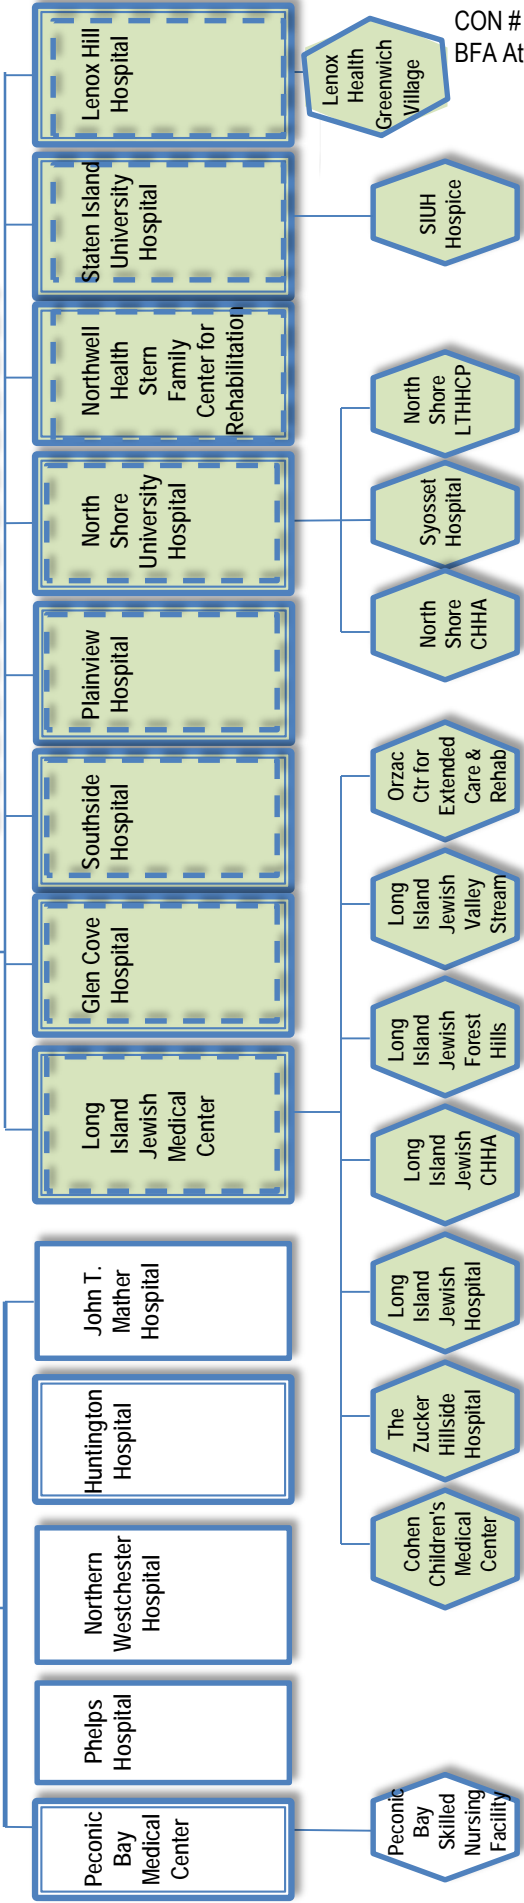 CON #
BFA At
Peconic
Bay
Medical
Center
Phelps
Hospital
Northern
Westchester
Hospital
Huntington
Hospital
John T.
Mather
Hospital
Long
Island
Jewish
Medical
Center
Glen Cove
Hospital
Southside
Hospital
Plainview
Hospital
North
Shore
University
Hospital
Northwell
Health
Stern
Family
Center for
Rehabilitation
Staten Island
University
Hospital
Lenox Hill
Hospital
Peconic
Bay
Skilled
Nursing
Facility
Cohen
Children's
Medical
Center
The
Zucker
Hillside
Hospital
Long
Island
Jewish
Hospital
Long
Island
Jewish
CHHA
Long
Island
Jewish
Forest
Hills
Long
Island
Jewish
Valley
Stream
Orzac
Ctr for
Extended
Care &
Rehab
North
Shore
CHHA
Syosset
Hospital
North
Shore
LTHHCP
SIUH
Hospice
Lenox
Health
Greenwich
Village